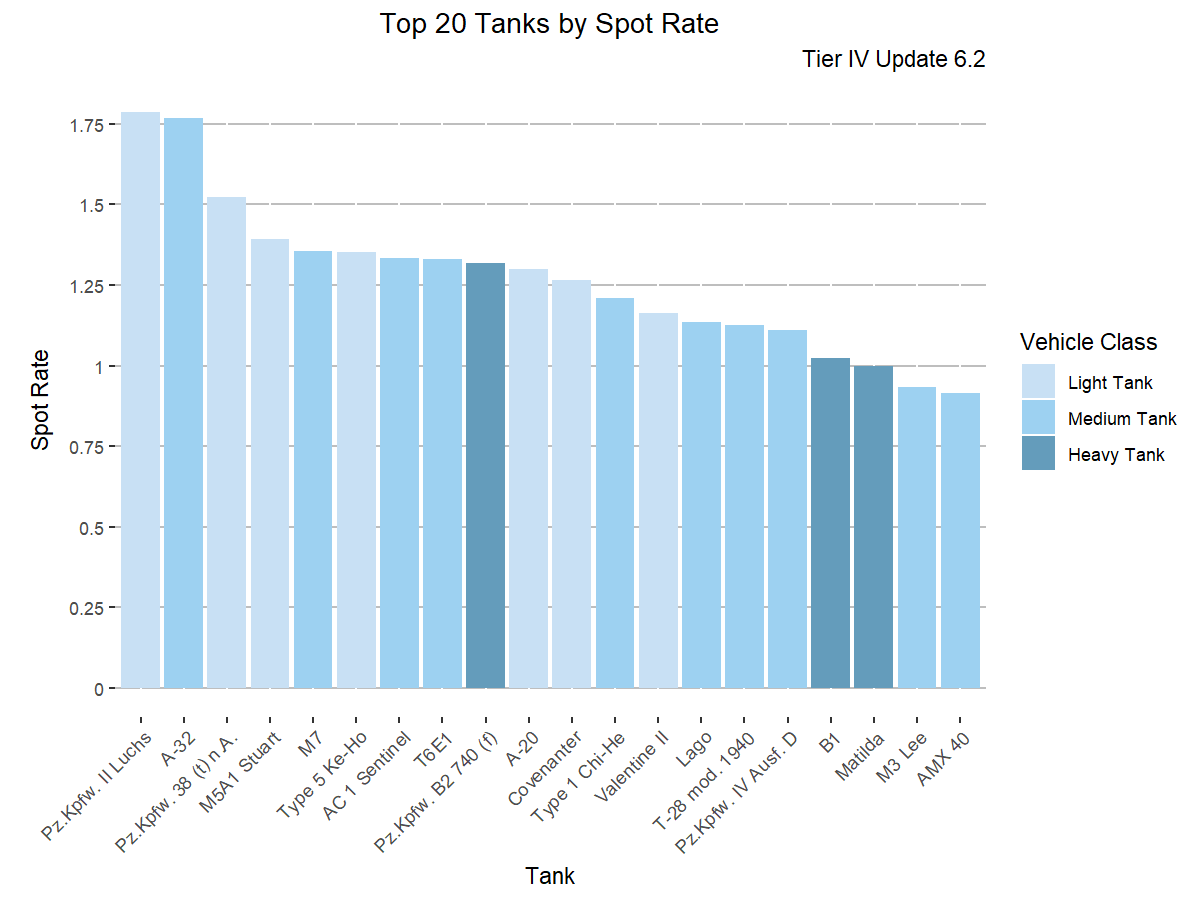 Top 20 Tanks by Spot Rate
Tier IV Update 6.2
1.75
1.5
1.25
1
0.75
0.5
0.25
0
Spot Rate
Pz.Kpfw. II Luchs
A-32
Pz.Kpfw. 38 (t) n.A.
M5A1 Stuart
M7
Type 5 Ke-Ho
AC 1 Sentinel
T6E1
Pz.Kpfw. B2 740 (f)
A-20
Covenanter
Type 1 Chi-He
Valentine II
Lago
T-28 mod. 1940
Pz.Kpfw. IV Ausf. D
B1
Matilda
M3 Lee
AMX 40
Tank
Vehicle Class
Light Tank
Medium Tank
Heavy Tank